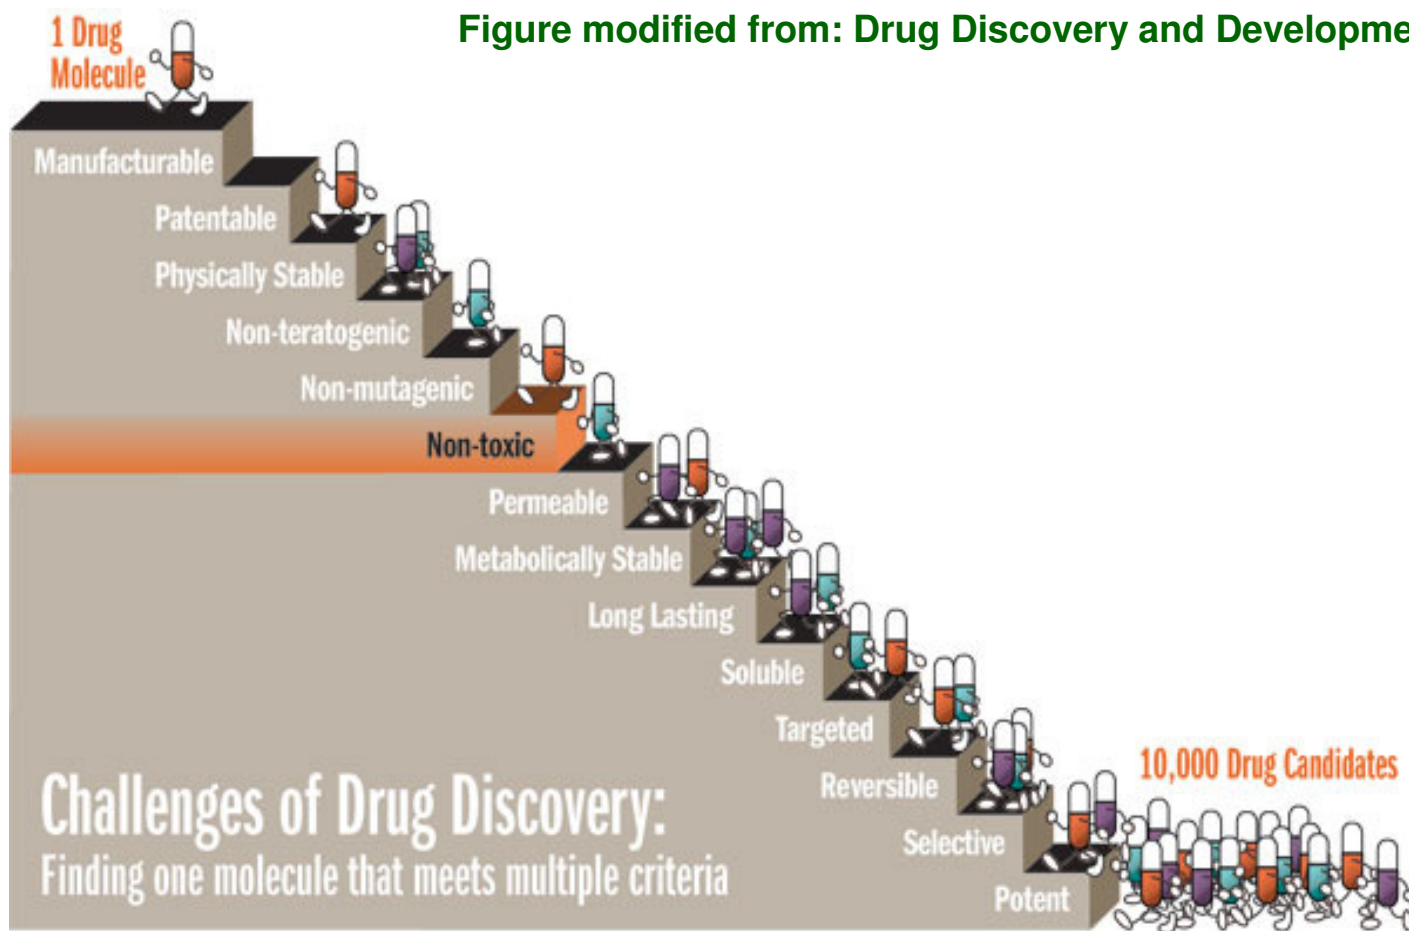 Figure modified from: Drug Discovery and Developme
1 Drug
Molecule
Manufacturable
Patentable
Physically Stable
Non-teratogenic
Non-mutagenic
Non-toxic
Permeable
Metabolically Stable
Long Lasting
Soluble
Targeted
Reversible
Selective
Potent
10,000 Drug Candidates
Challenges of Drug Discovery:
Finding one molecule that meets multiple criteria